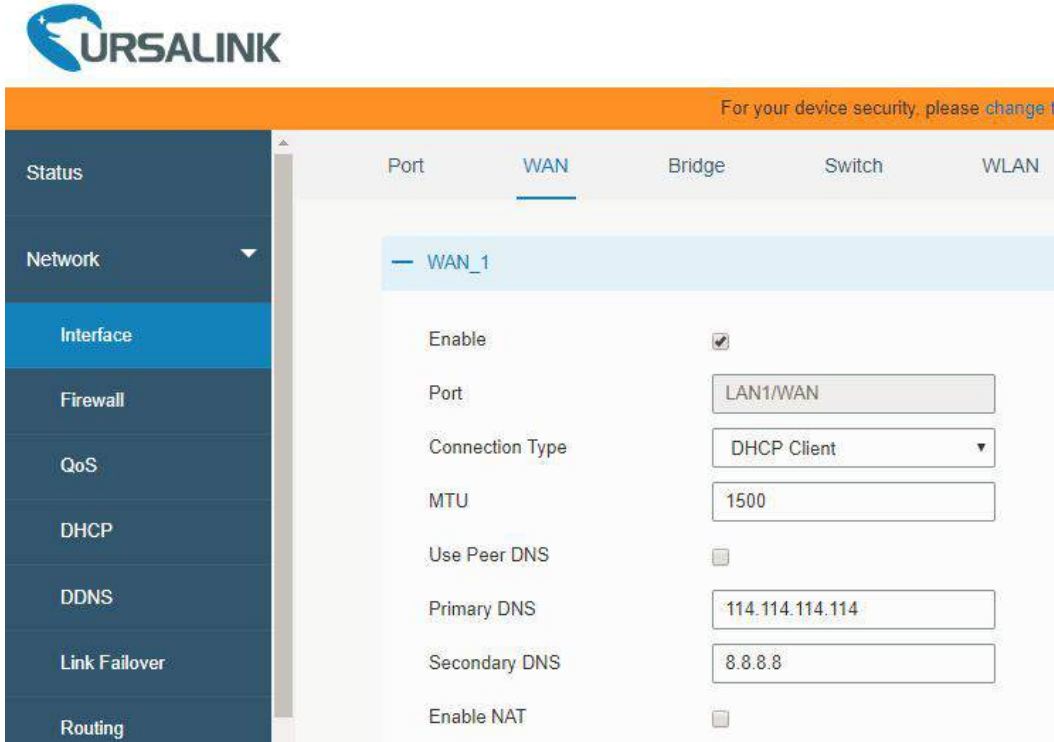 URSALINK
For your device security, please change
Status
Port WAN Bridge Switch WLAN
Network
WAN_1
Interface
Enable
Firewall
Port LAN1/WAN
Connection Type DHCP Client
QoS
MTU 1500
DHCP
Use Peer DNS
DDNS
Primary DNS 114.114.114.114
Link Failover
Secondary DNS 8.8.8.8
Routing
Enable NAT